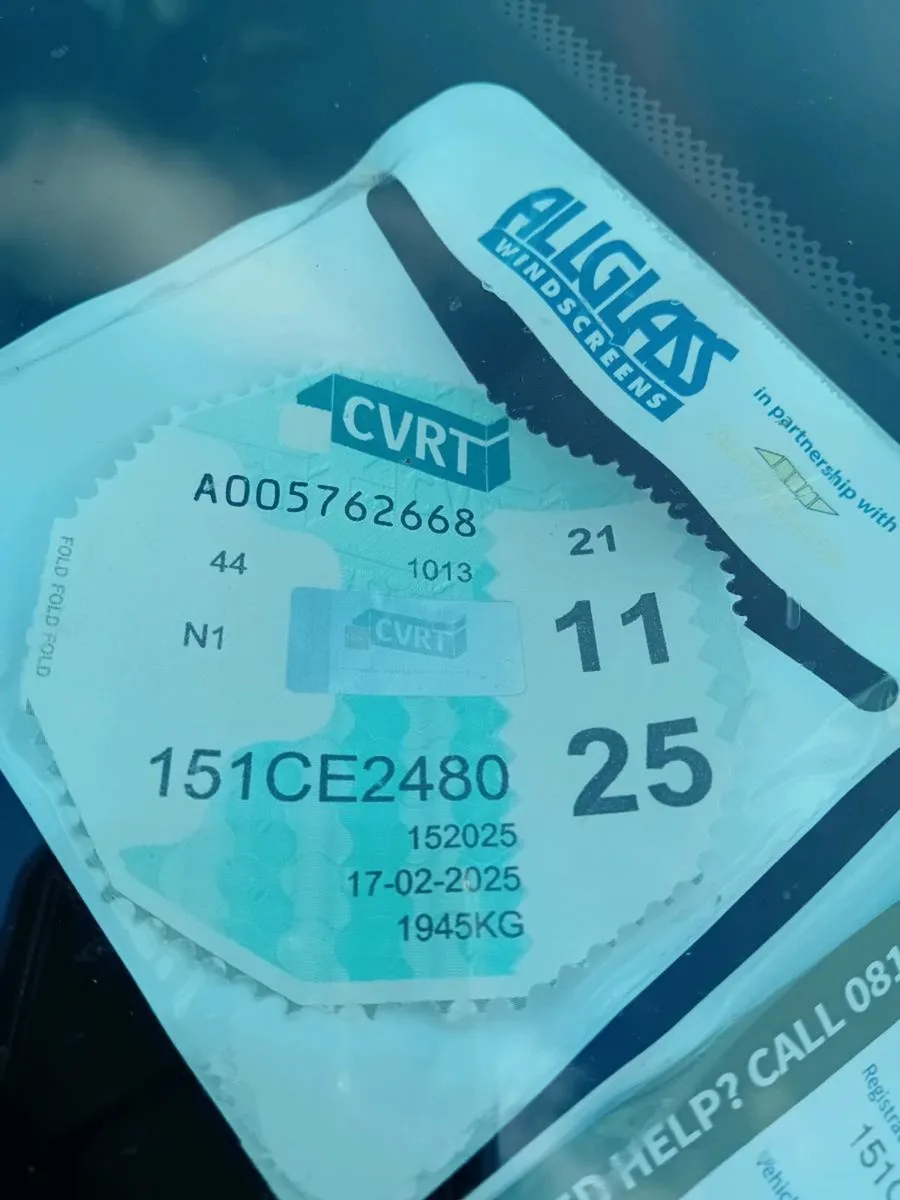 ALLGLASS
WINDSCREENS
in partnership with
CVRT
A005762668
44
1013
21
N1
CVRT
11
151CE2480
25
152025
17-02-2025
1945KG
FOLD FOLD FOLD
HELP? CALL 081